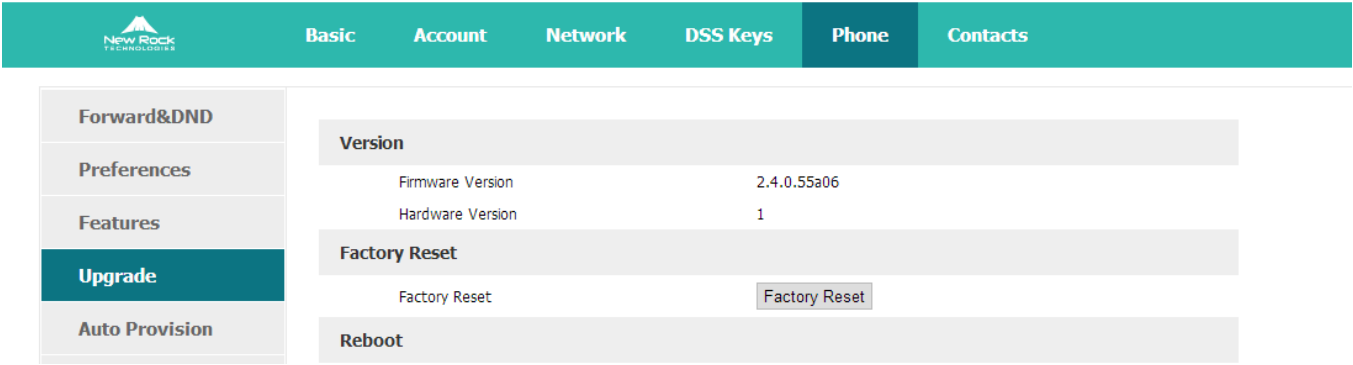 New Rock
TECHNOLOGIES
Basic Account Network DSS Keys Phone Contacts
Forward&DND
Preferences
Features
Upgrade
Auto Provision
Version
Firmware Version 2.4.0.55a06
Hardware Version 1
Factory Reset
Factory Reset Factory Reset
Reboot